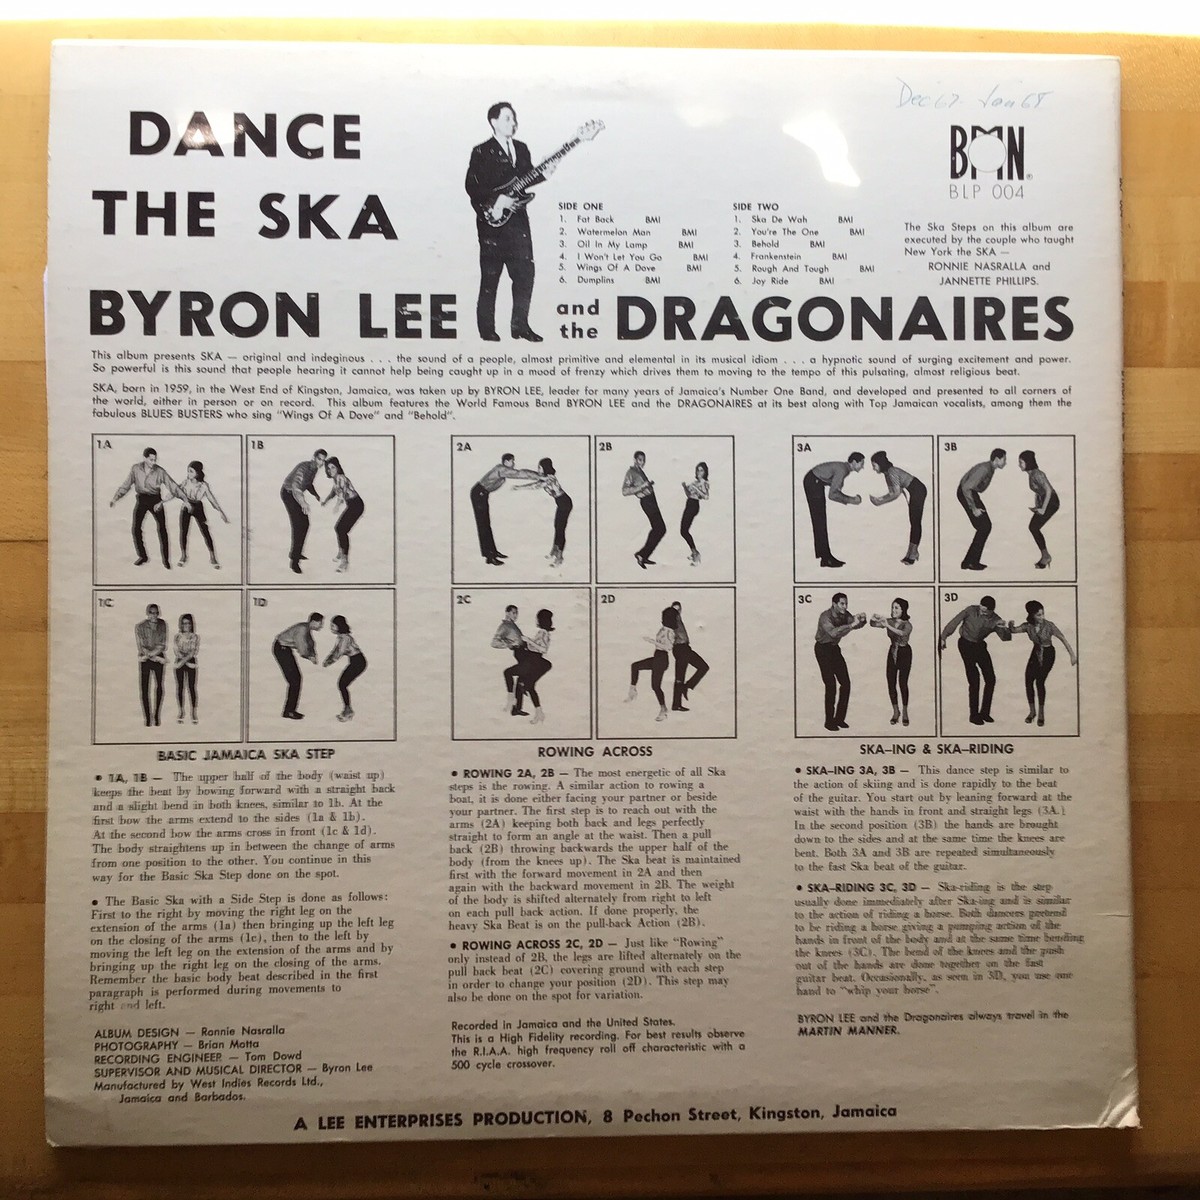 Dec 67. Jan 68
DANCE
THE SKA
BYRON LEE and the DRAGONAIRES
BMN®
BLP 004
SIDE ONE
1. Fat Back BMI
2. Watermelon Man BMI
3. Oil In My Lamp BMI
4. I Won't Let You Go BMI
5. Wings Of A Dove BMI
6. Dumplins BMI
SIDE TWO
1. Ska De Wah BMI
2. You're The One BMI
3. Behold BMI
4. Frankenstein BMI
5. Rough And Tough BMI
6. Joy Ride BMI
The Ska Steps on this album are
executed by the couple who taught
New York the SKA —
RONNIE NASRALLA and
JANNETTE PHILLIPS.
This album presents SKA — original and indeginous . . . the sound of a people, almost primitive and elemental in its musical idiom . . . a hypnotic sound of surging excitement and power.
So powerful is this sound that people hearing it cannot help being caught up in a mood of frenzy which drives them to moving to the tempo of this pulsating, almost religious beat.
SKA, born in 1959, in the West End of Kingston, Jamaica, was taken up by BYRON LEE, leader for many years of Jamaica's Number One Band, and developed and presented to all corners of
the world, either in person or on record. This album features the World Famous Band BYRON LEE and the DRAGONAIRES at its best along with Top Jamaican vocalists, among them the
fabulous BLUES BUSTERS who sing "Wings Of A Dove" and "Behold".
1A
1B
1C
1D
BASIC JAMAICA SKA STEP
• 1A, 1B — The upper half of the body (waist up)
keeps the beat by bowing forward with a straight back
and a slight bend in both knees, similar to 1b. At the
first bow the arms extend to the sides (1a & 1b).
At the second bow the arms cross in front (1c & 1d).
The body straightens up in between the change of arms
from one position to the other. You continue in this
way for the Basic Ska Step done on the spot.
• The Basic Ska with a Side Step is done as follows:
First to the right by moving the right leg on the
extension of the arms (1a) then bringing up the left leg
on the closing of the arms (1c), then to the left by
moving the left leg on the extension of the arms and by
bringing up the right leg on the closing of the arms.
Remember the basic body beat described in the first
paragraph is performed during movements to
right and left.
ALBUM DESIGN — Ronnie Nasralla
PHOTOGRAPHY — Brian Motta
RECORDING ENGINEER — Tom Dowd
SUPERVISOR AND MUSICAL DIRECTOR — Byron Lee
Manufactured by West Indies Records Ltd.,
Jamaica and Barbados.
2A
2B
2C
2D
ROWING ACROSS
• ROWING 2A, 2B — The most energetic of all Ska
steps is the rowing. A similar action to rowing a
boat, it is done either facing your partner or beside
your partner. The first step is to reach out with the
arms (2A) keeping both back and legs perfectly
straight to form an angle at the waist. Then a pull
back (2B) throwing backwards the upper half of the
body (from the knees up). The Ska beat is maintained
first with the forward movement in 2A and then
again with the backward movement in 2B. The weight
of the body is shifted alternately from right to left
on each pull back action. If done properly, the
heavy Ska Beat is on the pull-back Action (2B).
• ROWING ACROSS 2C, 2D — Just like "Rowing"
only instead of 2B, the legs are lifted alternately on the
pull back beat (2C) covering ground with each step
in order to change your position (2D). This step may
also be done on the spot for variation.
Recorded in Jamaica and the United States.
This is a High Fidelity recording. For best results observe
the R.I.A.A. high frequency roll off characteristic with a
500 cycle crossover.
3A
3B
3C
3D
SKA–ING & SKA–RIDING
• SKA–ING 3A, 3B — This dance step is similar to
the action of skiing and is done rapidly to the beat
of the guitar. You start out by leaning forward at the
waist with the hands in front and straight legs (3A.)
In the second position (3B) the hands are brought
down to the sides and at the same time the knees are
bent. Both 3A and 3B are repeated simultaneously
to the fast Ska beat of the guitar.
• SKA–RIDING 3C, 3D — Ska-riding is the step
usually done immediately after Ska-ing and is similar
to the action of riding a horse. Both dancers pretend
to be riding a horse giving a pumping action of the
hands in front of the body and at the same time bending
the knees (3C). The bend of the knees and the push
out of the hands are done together on the fast
guitar beat. Occasionally, as seen in 3D, you use one
hand to "whip your horse".
BYRON LEE and the Dragonaires always travel in the
MARTIN MANNER.
A LEE ENTERPRISES PRODUCTION, 8 Pechon Street, Kingston, Jamaica